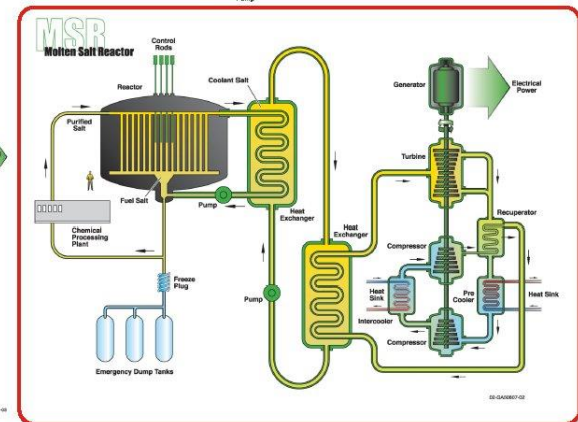 MSR
Molten Salt Reactor
Control
Rods
Reactor
Coolant Salt
Purified
Salt
Fuel Salt
Pump
Chemical
Processing
Plant
Freeze
Plug
Emergency Dump Tanks
Heat
Exchanger
Pump
Heat
Exchanger
Generator
Electrical
Power
Turbine
Recuperator
Compressor
Heat
Sink
Intercooler
Compressor
Pre
Cooler
Heat Sink
02-GA50807-02